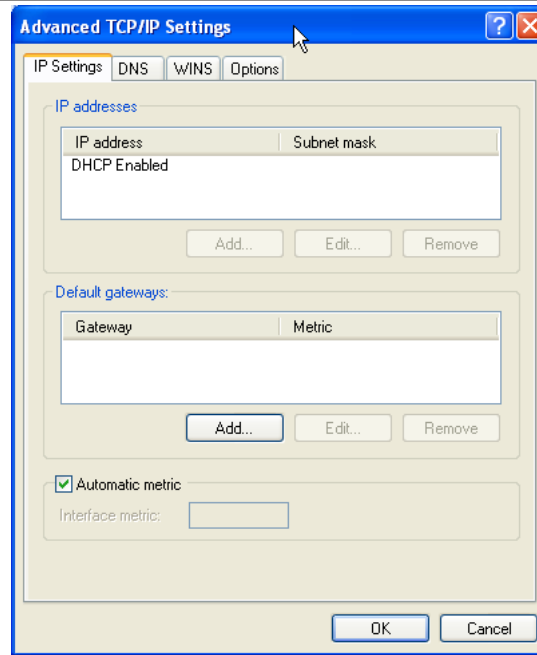 Advanced TCP/IP Settings
IP Settings DNS WINS Options
IP addresses
IP address Subnet mask
DHCP Enabled
Add... Edit... Remove
Default gateways:
Gateway Metric
Add... Edit... Remove
Automatic metric
Interface metric:
OK Cancel